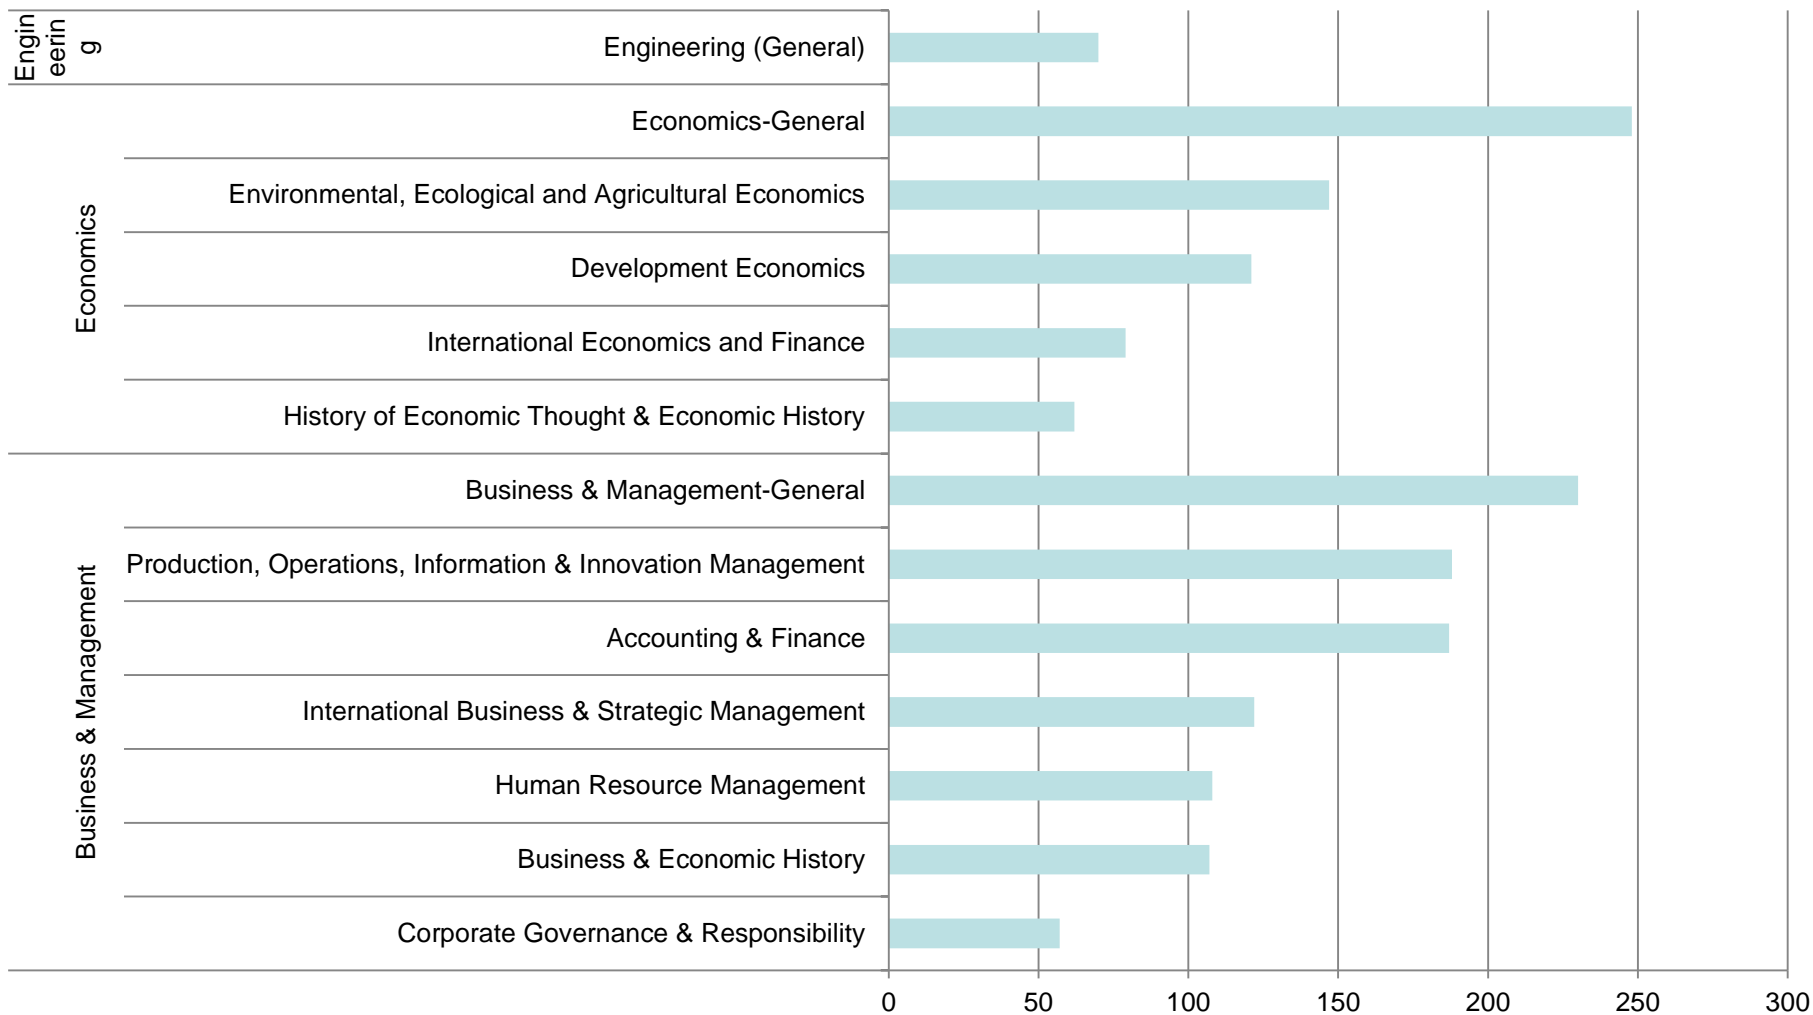 Engin
eerin
g
Engineering (General)
Economics
Economics-General
Environmental, Ecological and Agricultural Economics
Development Economics
International Economics and Finance
History of Economic Thought & Economic History
Business & Management
Business & Management-General
Production, Operations, Information & Innovation Management
Accounting & Finance
International Business & Strategic Management
Human Resource Management
Business & Economic History
Corporate Governance & Responsibility
0 50 100 150 200 250 300